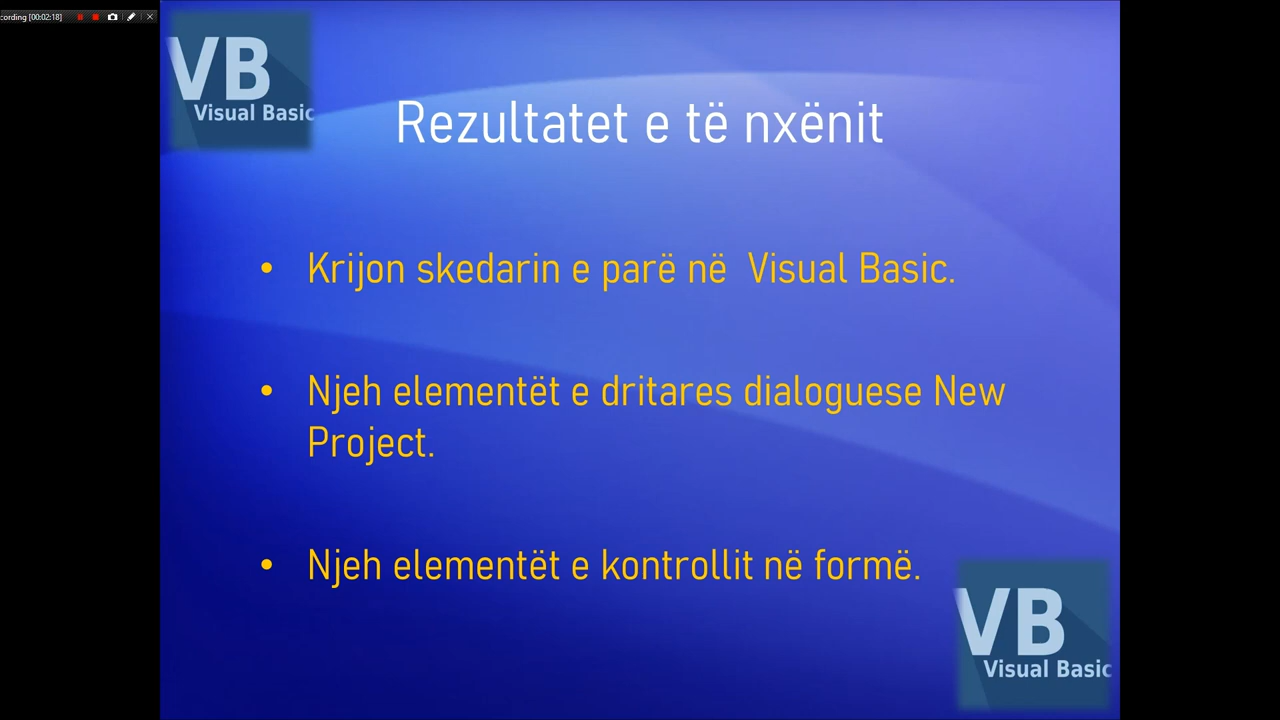 cording [00:02:18]
VB
Visual Basic
Rezultatet e të nxënit
• Krijon skedarin e parë në Visual Basic.
• Njeh elementët e dritares dialoguese New
Project.
• Njeh elementët e kontrollit në formë.
VB
Visual Basic